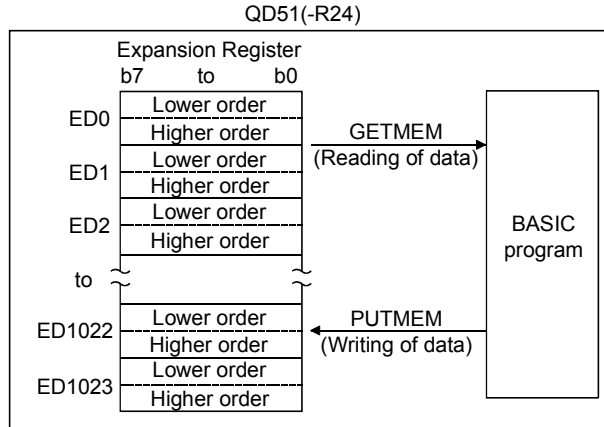 QD51(-R24)
Expansion Register
b7 to b0
ED0
Lower order
Higher order
ED1
Lower order
Higher order
ED2
Lower order
Higher order
to
ED1022
Lower order
Higher order
ED1023
Lower order
Higher order
GETMEM
(Reading of data)
PUTMEM
(Writing of data)
BASIC
program